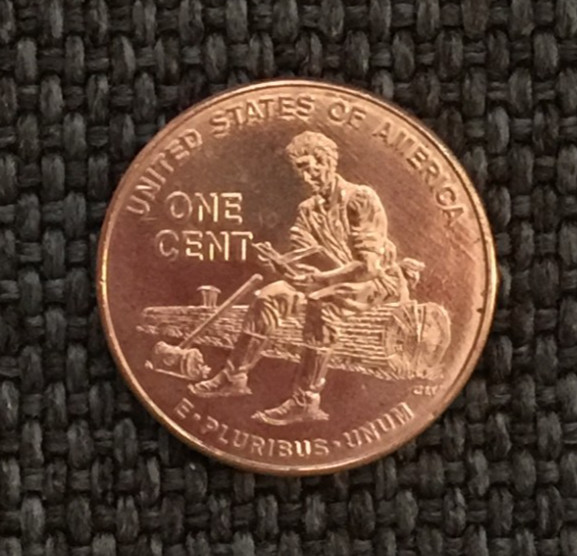 UNITED STATES OF AMERICA
ONE
CENT
E·PLURIBUS·UNUM